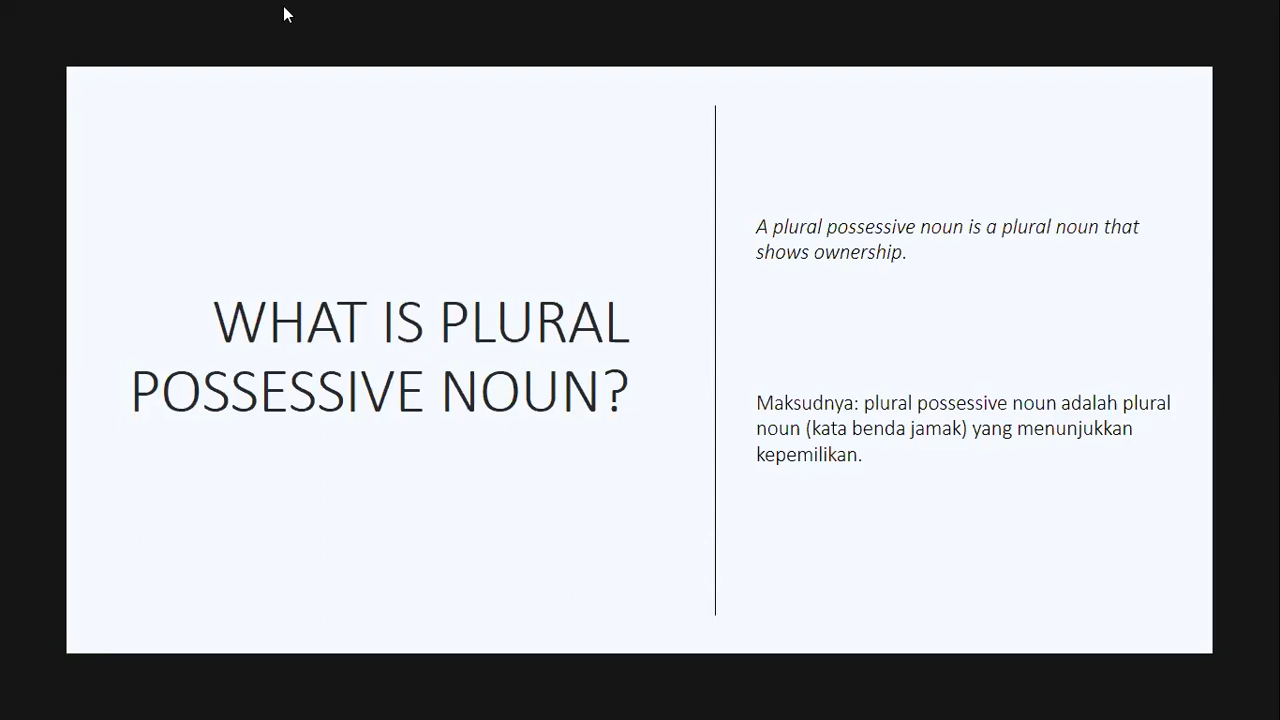 WHAT IS PLURAL
POSSESSIVE NOUN?
A plural possessive noun is a plural noun that
shows ownership.
Maksudnya: plural possessive noun adalah plural
noun (kata benda jamak) yang menunjukkan
kepemilikan.